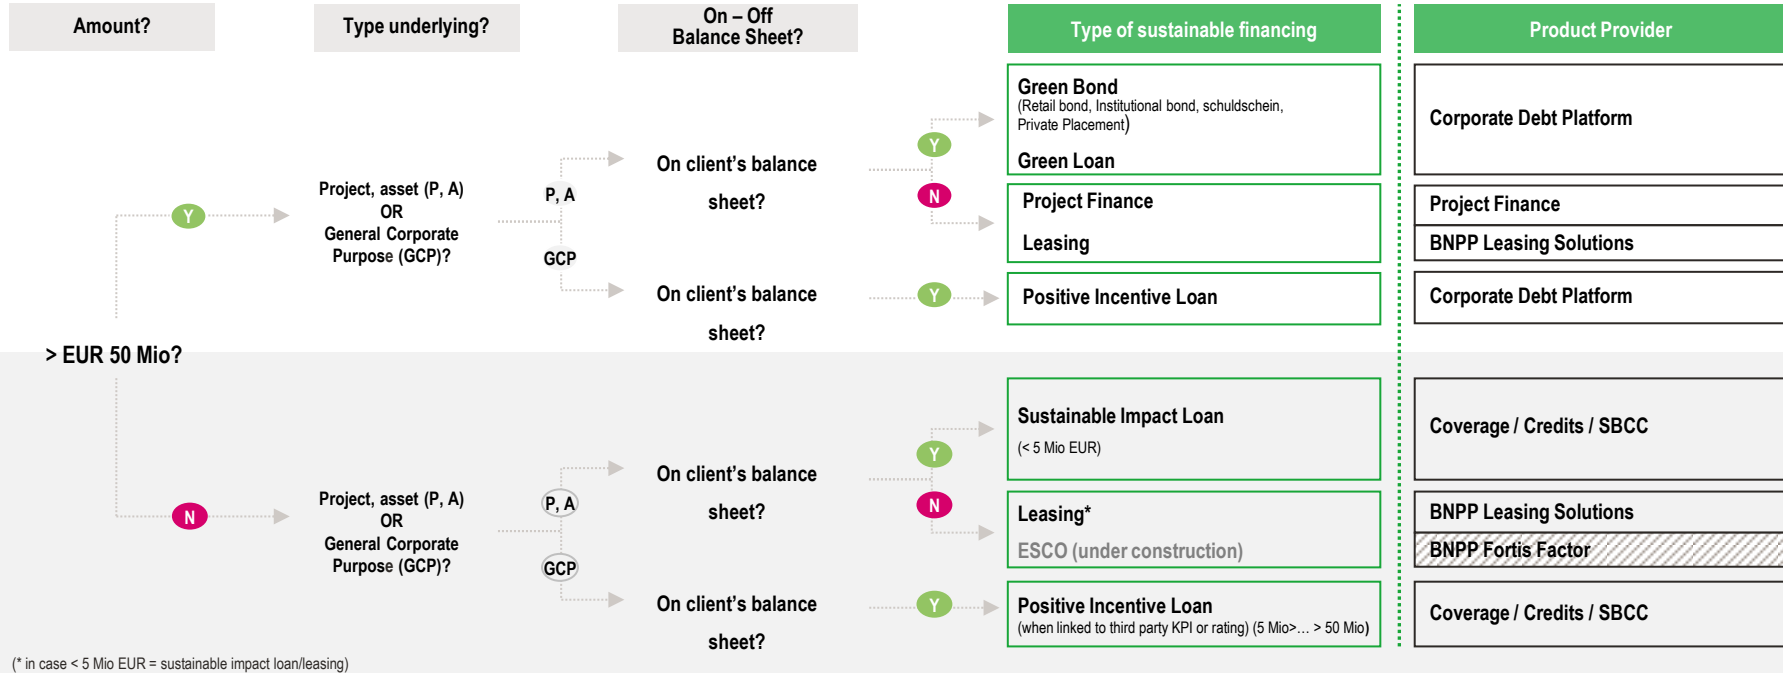 Amount?
Type underlying?
On – Off
Balance Sheet?
Type of sustainable financing
Product Provider
Green Bond
(Retail bond, Institutional bond, schuldschein,
Private Placement)
Green Loan
Corporate Debt Platform
Y
On client's balance
sheet?
P, A
Project, asset (P, A)
OR
General Corporate
Purpose (GCP)?
Y
N
Project Finance
Leasing
Project Finance
BNPP Leasing Solutions
GCP
On client's balance
sheet?
Y
Positive Incentive Loan
Corporate Debt Platform
> EUR 50 Mio?
Sustainable Impact Loan
(< 5 Mio EUR)
Coverage / Credits / SBCC
Y
On client's balance
sheet?
P, A
Project, asset (P, A)
OR
General Corporate
Purpose (GCP)?
N
N
Leasing*
ESCO (under construction)
BNPP Leasing Solutions
BNPP Fortis Factor
GCP
On client's balance
sheet?
Y
Positive Incentive Loan
(when linked to third party KPI or rating) (5 Mio>... > 50 Mio)
Coverage / Credits / SBCC
(* in case < 5 Mio EUR = sustainable impact loan/leasing)